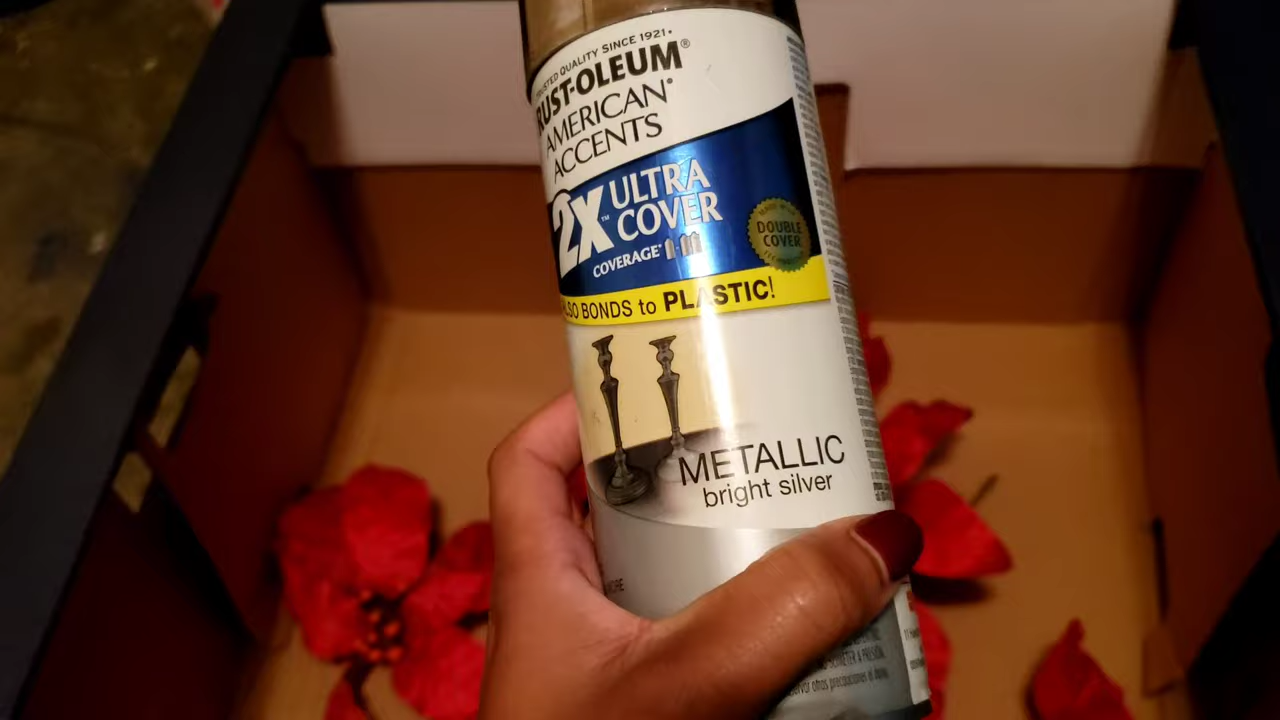 TRUSTED QUALITY SINCE 1921•
RUST-OLEUM®
AMERICAN
ACCENTS
2X™ ULTRA
COVER
COVERAGE
DOUBLE
COVER
ALSO BONDS to PLASTIC!
METALLIC
bright silver